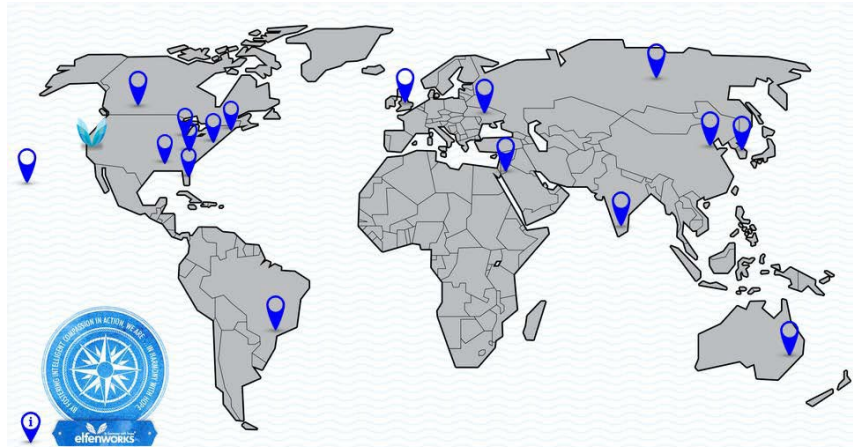 BY FOSTERING INTELLIGENT COMPASSION IN ACTION, WE ARE... IN HARMONY WITH HOPE
i
elfenworks